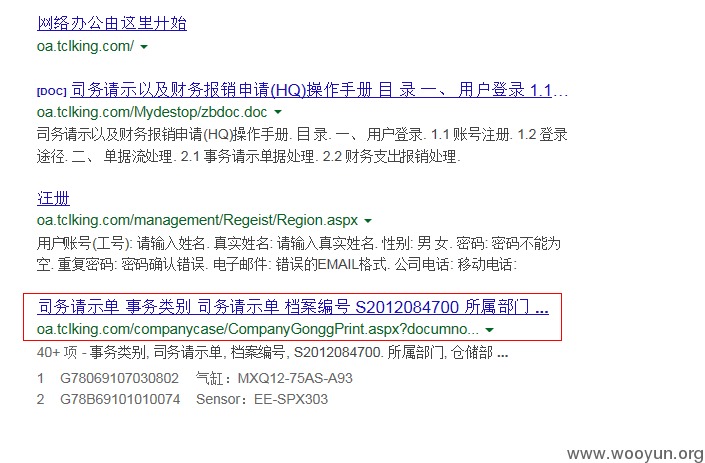 网络办公由这里开始
oa.tclking.com/
[DOC] 司务请示以及财务报销申请(HQ)操作手册 目 录 一、 用户登录 1.1...
oa.tclking.com/Mydestop/zbdoc.doc
司务请示以及财务报销申请(HQ)操作手册. 目 录. 一、 用户登录. 1.1 账号注册. 1.2 登录
途径. 二、 单据流处理. 2.1 事务请示单据处理. 2.2 财务支出报销处理.
注册
oa.tclking.com/management/Regeist/Region.aspx
用户账号(工号): 请输入姓名. 真实姓名: 请输入真实姓名. 性别: 男 女. 密码: 密码不能为
空. 重复密码: 密码确认错误. 电子邮件: 错误的EMAIL格式. 公司电话: 移动电话:
司务请示单 事务类别 司务请示单 档案编号 S2012084700 所属部门 ...
oa.tclking.com/companycase/CompanyGonggPrint.aspx?documno...
40+ 项 - 事务类别, 司务请示单, 档案编号, S2012084700. 所属部门, 仓储部 ...
1 G78069107030802 气缸：MXQ12-75AS-A93
2 G78B69101010074 Sensor：EE-SPX303
www.wooyun.org